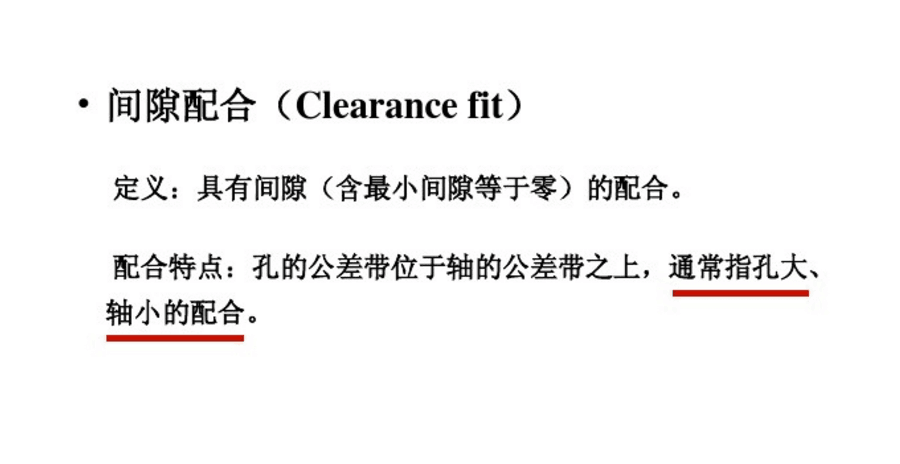 • 间隙配合（Clearance fit）
定义：具有间隙（含最小间隙等于零）的配合。
配合特点：孔的公差带位于轴的公差带之上，通常指孔大、
轴小的配合。